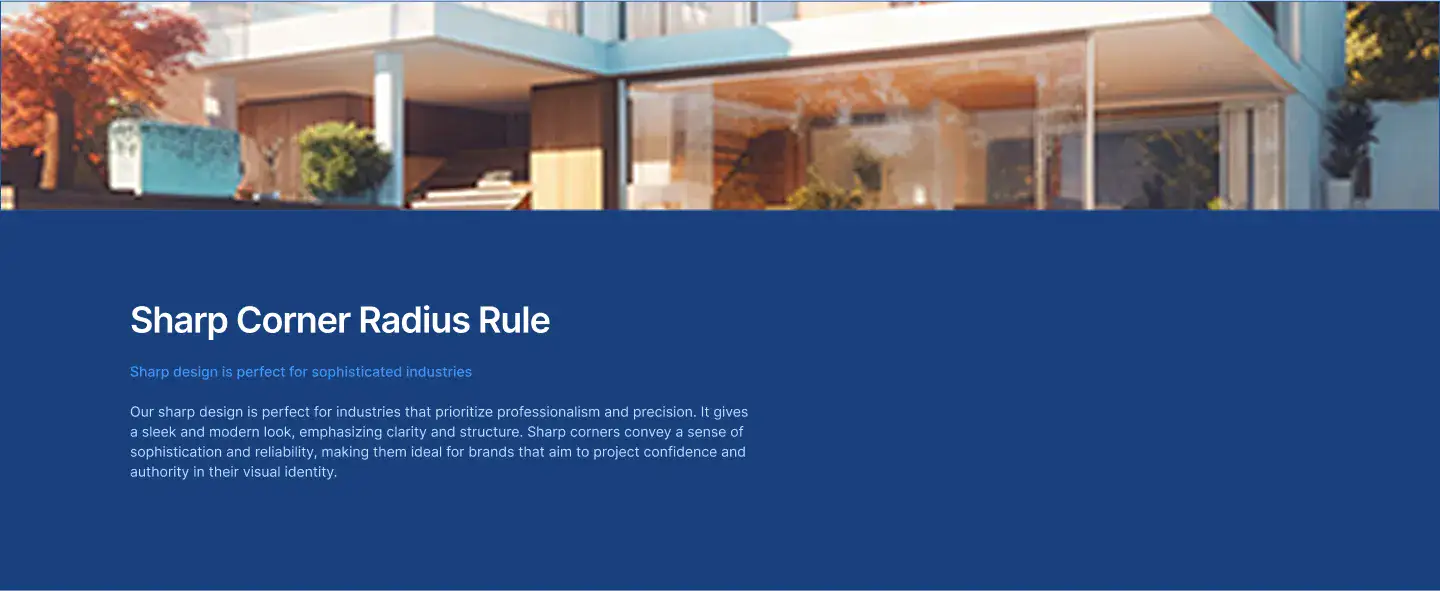 Sharp Corner Radius Rule
Sharp design is perfect for sophisticated industries
Our sharp design is perfect for industries that prioritize professionalism and precision. It gives
a sleek and modern look, emphasizing clarity and structure. Sharp corners convey a sense of
sophistication and reliability, making them ideal for brands that aim to project confidence and
authority in their visual identity.